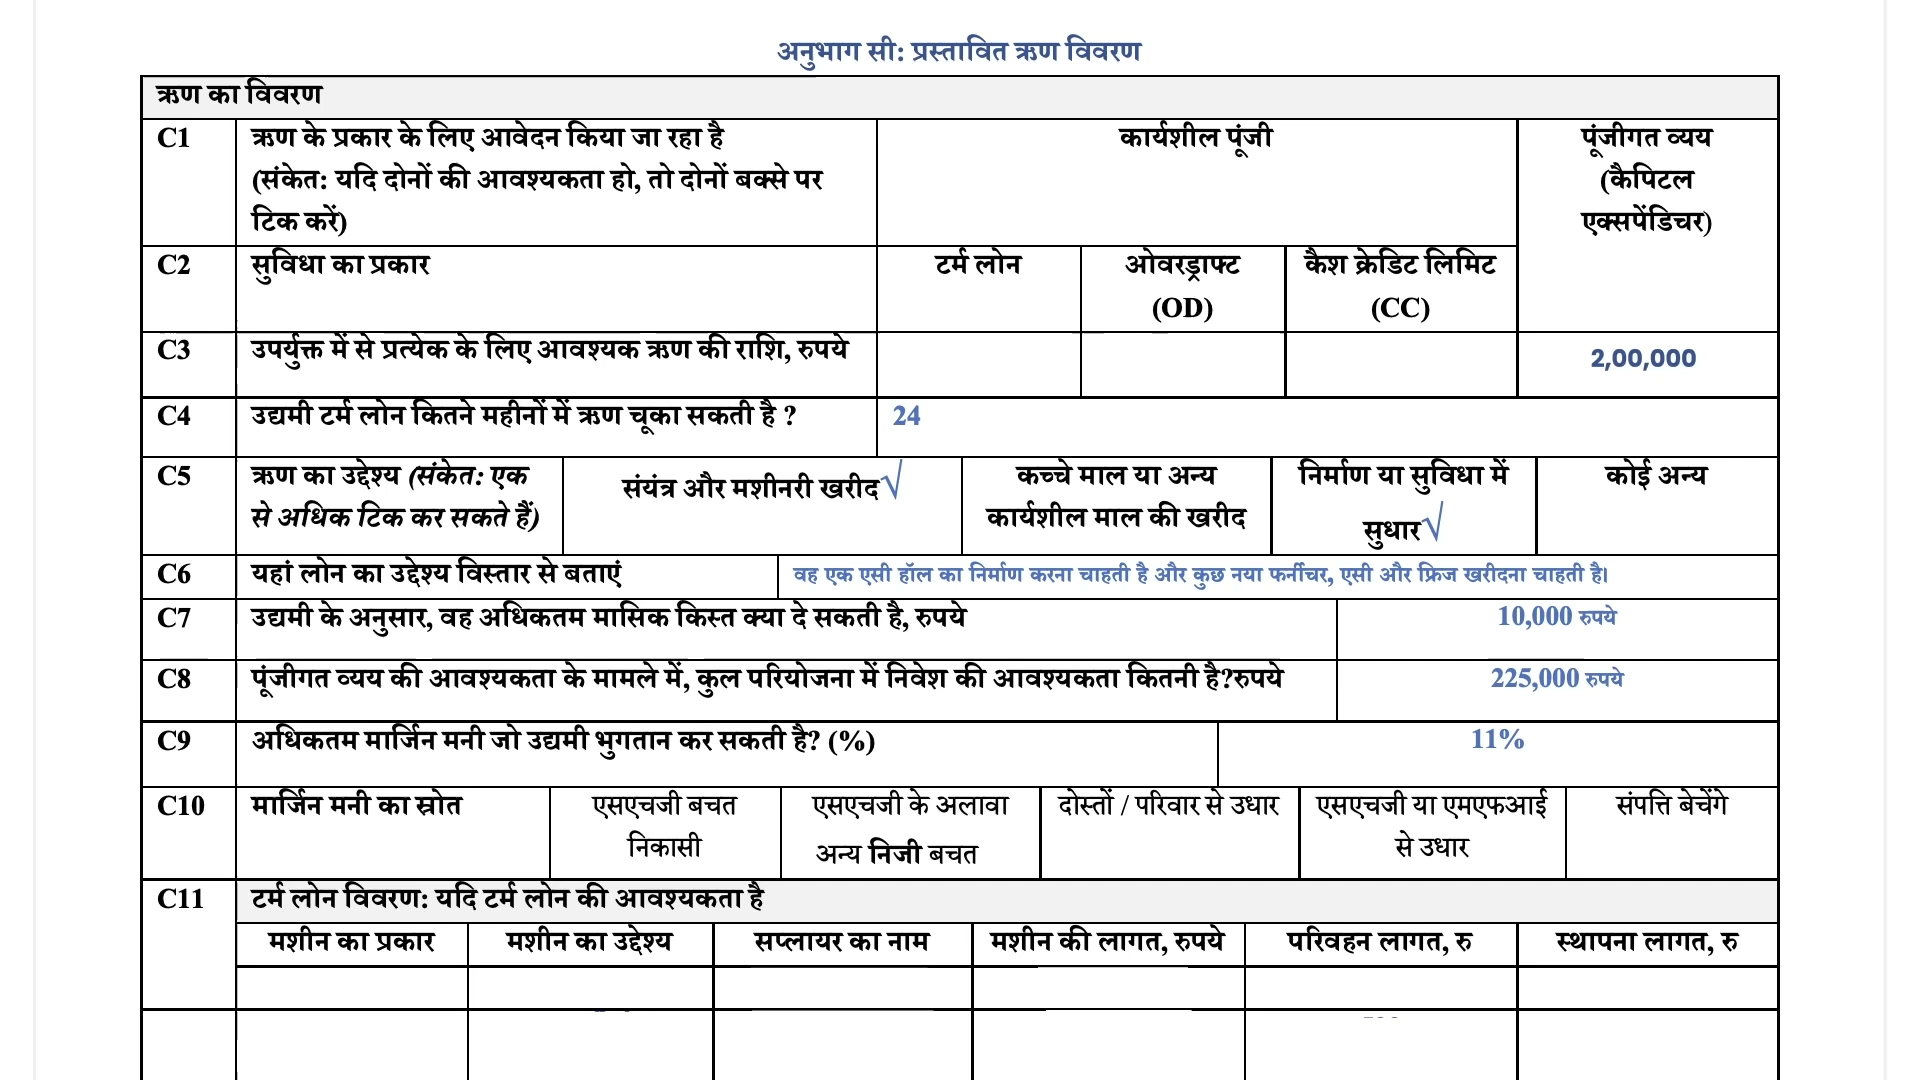 अनुभाग सी: प्रस्तावित ऋण विवरण
ऋण का विवरण
C1 ऋण के प्रकार के लिए आवेदन किया जा रहा है कार्यशील पूंजी पूंजीगत व्यय
(संकेत: यदि दोनों की आवश्यकता हो, तो दोनों बक्से पर (कैपिटल
टिक करें) एक्सपेंडिचर)
C2 सुविधा का प्रकार टर्म लोन ओवरड्राफ्ट कैश क्रेडिट लिमिट
(OD) (CC)
C3 उपर्युक्त में से प्रत्येक के लिए आवश्यक ऋण की राशि, रुपये 2,00,000
C4 उद्यमी टर्म लोन कितने महीनों में ऋण चूका सकती है ? 24
C5 ऋण का उद्देश्य (संकेत: एक संयंत्र और मशीनरी खरीद√ कच्चे माल या अन्य निर्माण या सुविधा में कोई अन्य
से अधिक टिक कर सकते हैं) कार्यशील माल की खरीद सुधार√
C6 यहां लोन का उद्देश्य विस्तार से बताएं वह एक एसी हॉल का निर्माण करना चाहती है और कुछ नया फर्नीचर, एसी और फ्रिज खरीदना चाहती है।
C7 उद्यमी के अनुसार, वह अधिकतम मासिक किस्त क्या दे सकती है, रुपये 10,000 रुपये
C8 पूंजीगत व्यय की आवश्यकता के मामले में, कुल परियोजना में निवेश की आवश्यकता कितनी है?रुपये 225,000 रुपये
C9 अधिकतम मार्जिन मनी जो उद्यमी भुगतान कर सकती है? (%) 11%
C10 मार्जिन मनी का स्रोत एसएचजी बचत एसएचजी के अलावा दोस्तों / परिवार से उधार एसएचजी या एमएफआई संपत्ति बेचेंगे
निकासी अन्य निजी बचत से उधार
C11 टर्म लोन विवरण: यदि टर्म लोन की आवश्यकता है
मशीन का प्रकार मशीन का उद्देश्य सप्लायर का नाम मशीन की लागत, रुपये परिवहन लागत, रु स्थापना लागत, रु